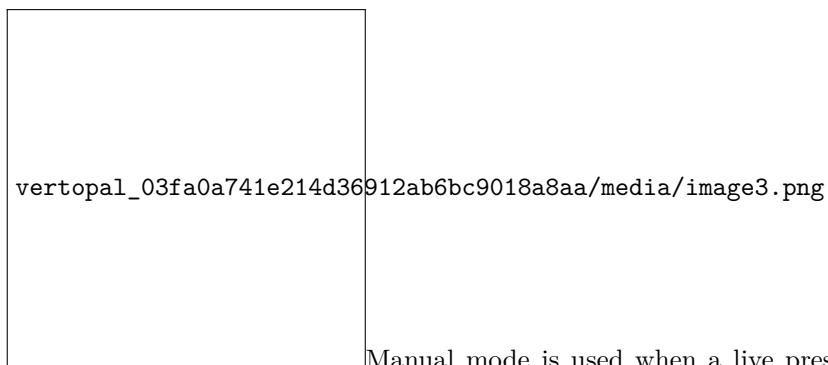 vertopal_03fa0a741e214d36912ab6bc9018a8aa/media/image3.png
Manual mode is used when a live pres